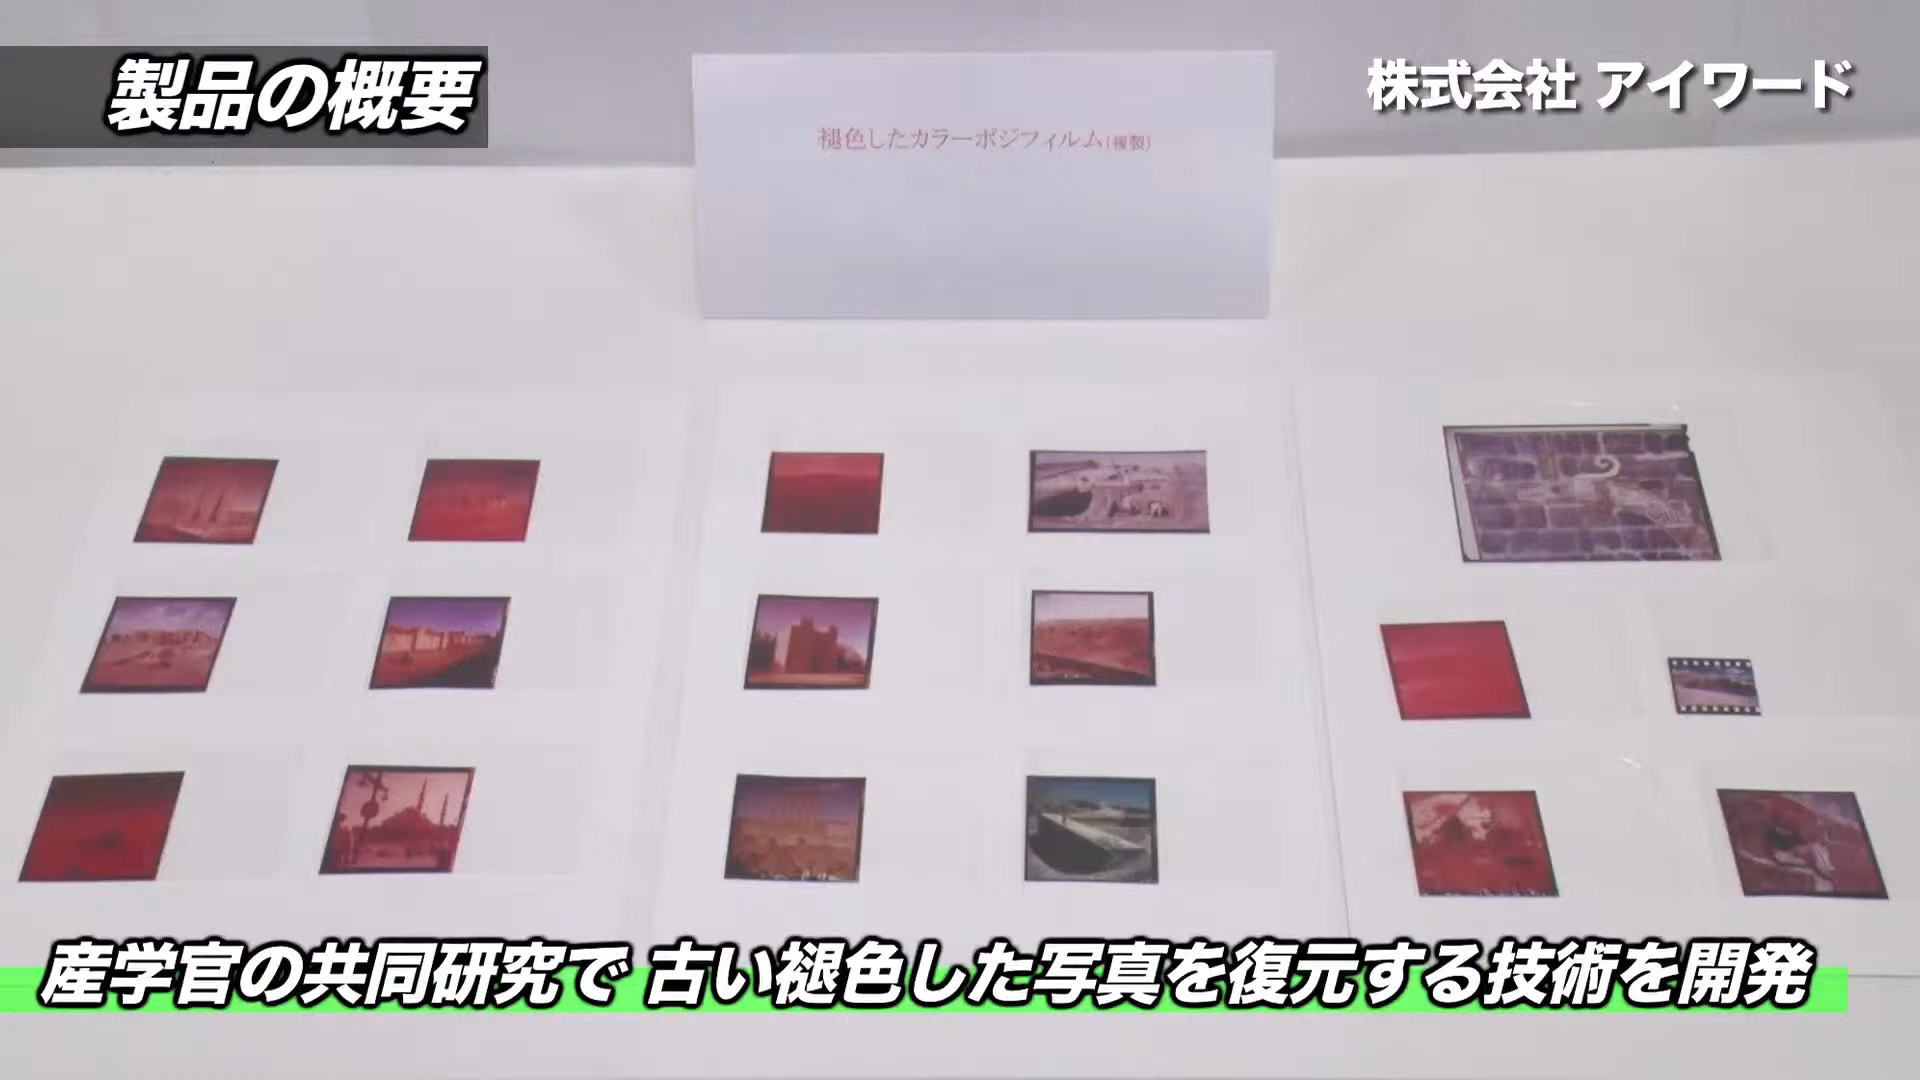 製品の概要
株式会社 アイワード
褪色したカラーポジフィルム(複製)
産学官の共同研究で 古い褪色した写真を復元する技術を開発